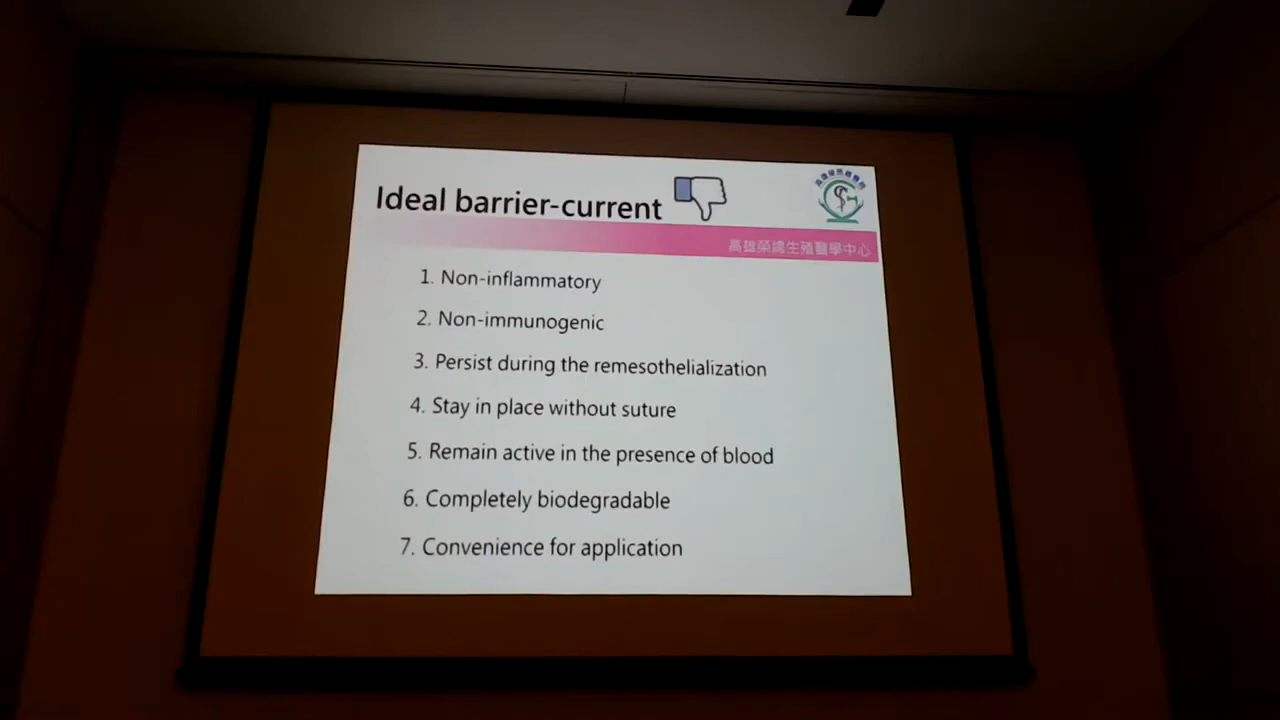 Ideal barrier-current
高雄榮總生殖醫學中心
1. Non-inflammatory
2. Non-immunogenic
3. Persist during the remesothelialization
4. Stay in place without suture
5. Remain active in the presence of blood
6. Completely biodegradable
7. Convenience for application